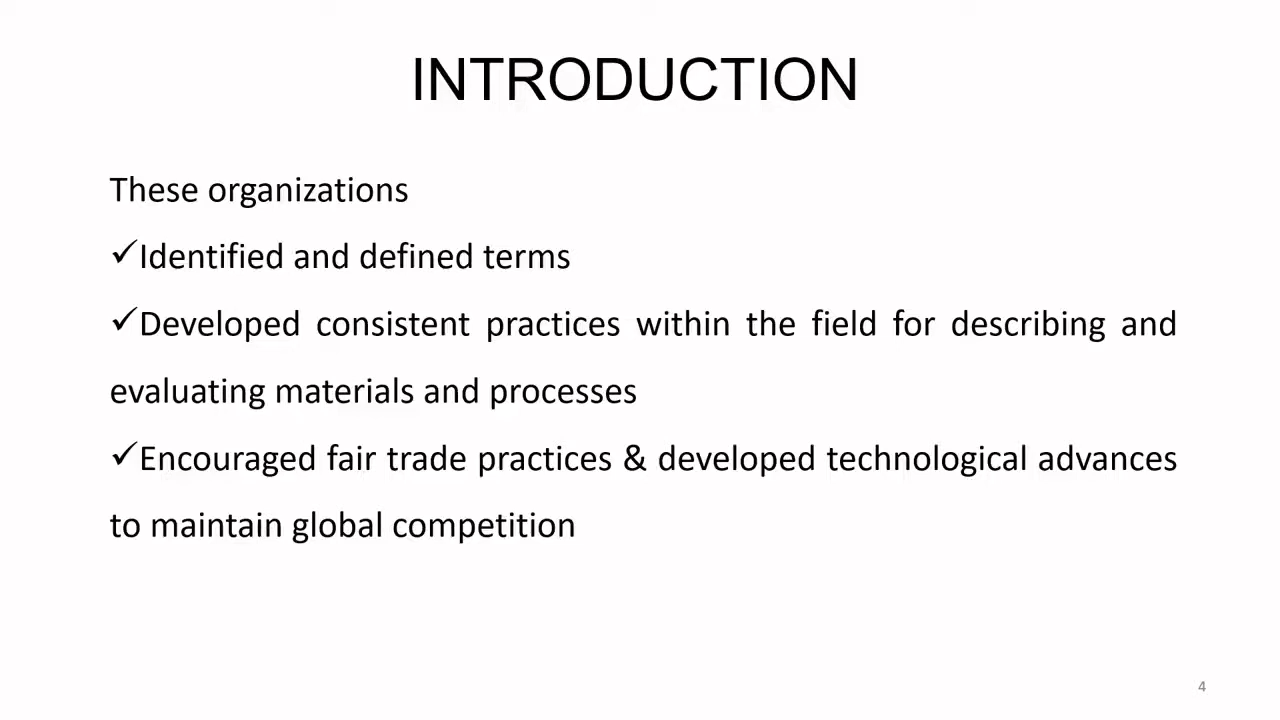 INTRODUCTION
These organizations
✓Identified and defined terms
✓Developed consistent practices within the field for describing and
evaluating materials and processes
✓Encouraged fair trade practices & developed technological advances
to maintain global competition
4